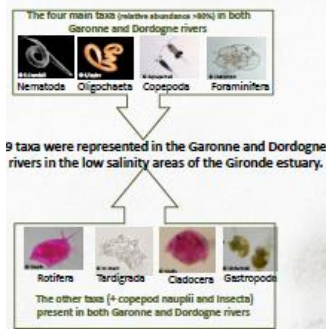 The four main taxa (relative abundance >90%) in both
Garonne and Dordogne rivers
Nematoda Oligochaeta Copepoda Foraminifera
9 taxa were represented in the Garonne and Dordogne
rivers in the low salinity areas of the Gironde estuary.
Rotifera Tardigrada Cladocera Gastropoda
The other taxa (+ copepod nauplii and Insecta)
present in both Garonne and Dordogne rivers